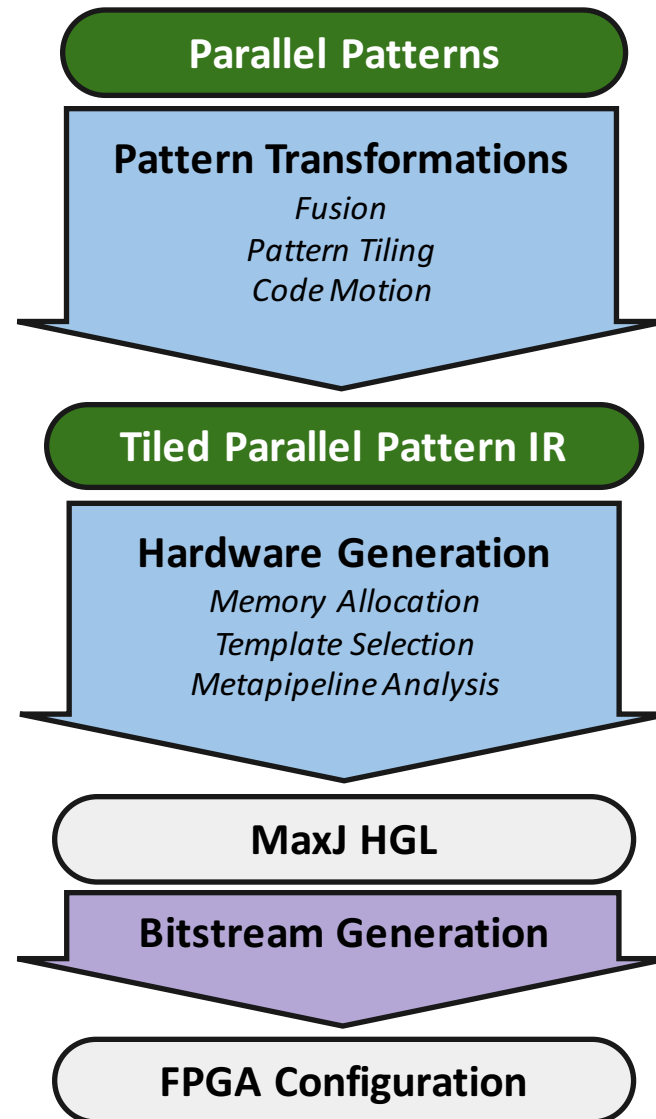 Parallel Patterns
Pattern Transformations
Fusion
Pattern Tiling
Code Motion
Tiled Parallel Pattern IR
Hardware Generation
Memory Allocation
Template Selection
Metapipeline Analysis
MaxJ HGL
Bitstream Generation
FPGA Configuration